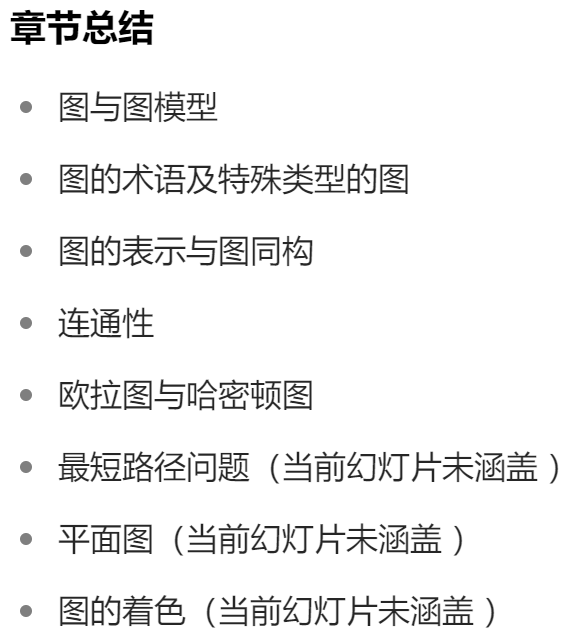 章节总结
图与图模型
图的术语及特殊类型的图
图的表示与图同构
连通性
欧拉图与哈密顿图
最短路径问题（当前幻灯片未涵盖 ）
平面图（当前幻灯片未涵盖 ）
图的着色（当前幻灯片未涵盖 ）